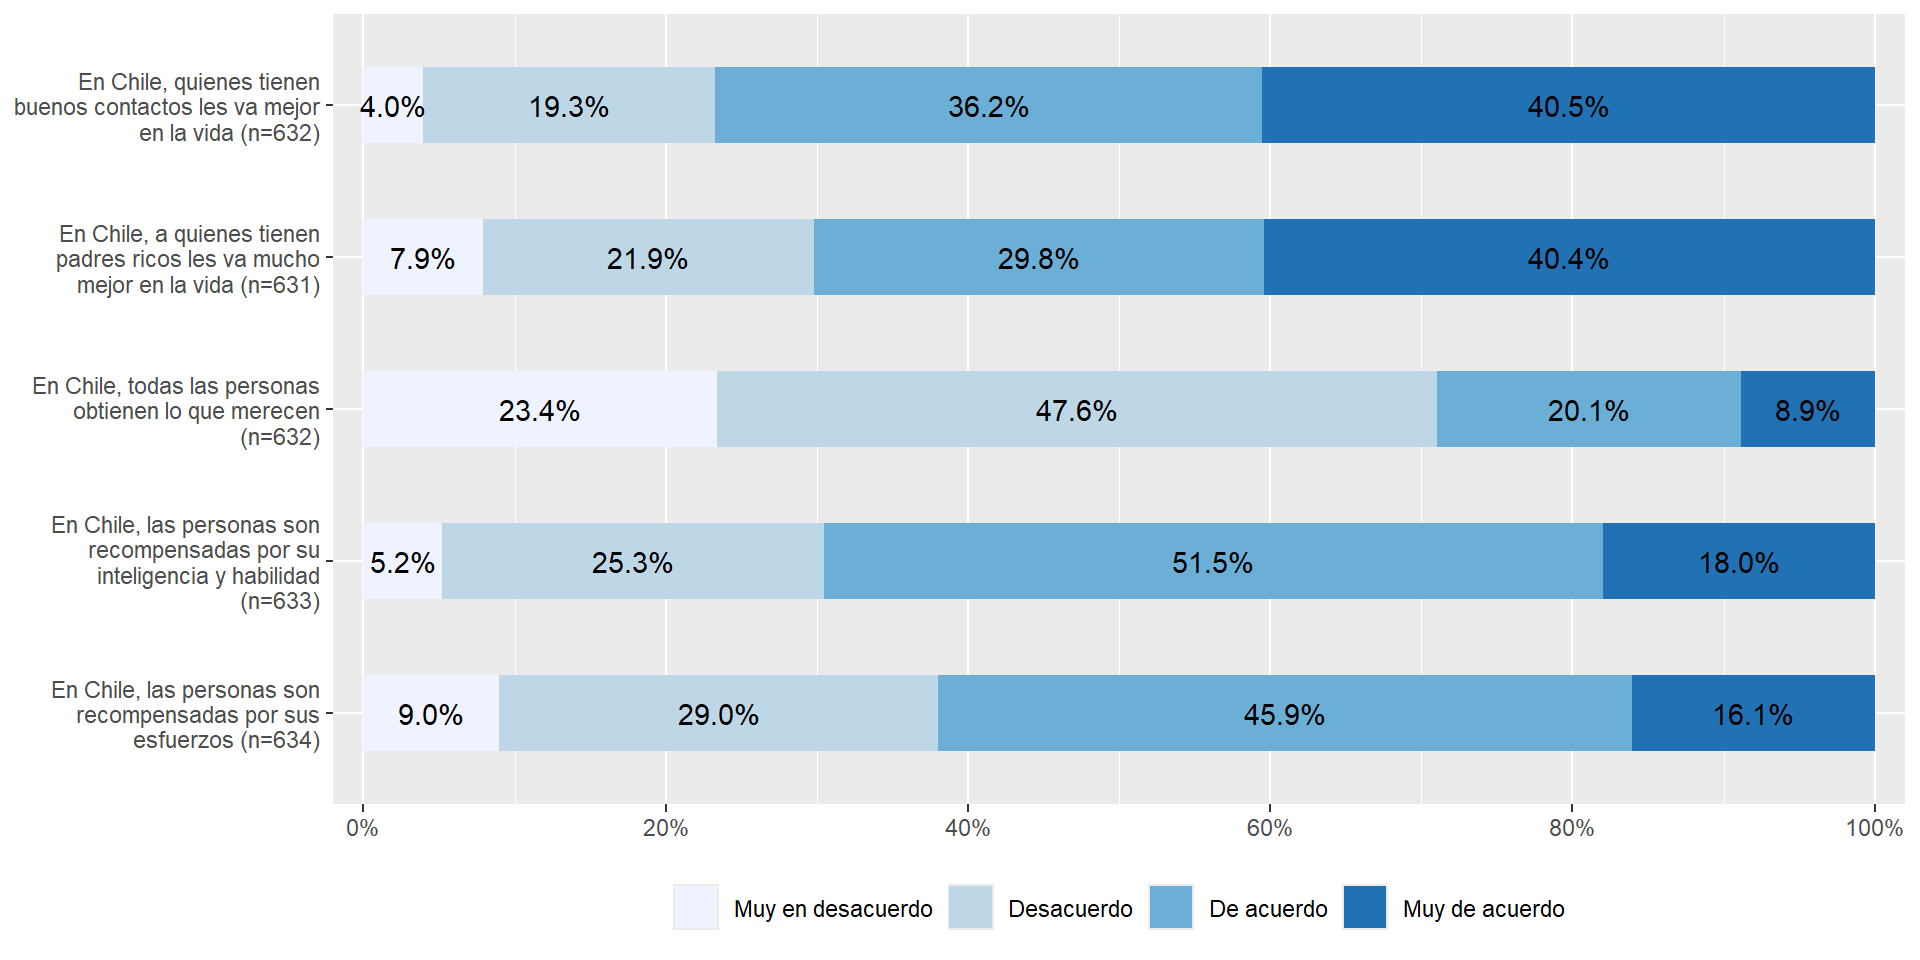 En Chile, quienes tienen
buenos contactos les va mejor
en la vida (n=632)
4.0%
19.3%
36.2%
40.5%
En Chile, a quienes tienen
padres ricos les va mucho
mejor en la vida (n=631)
7.9%
21.9%
29.8%
40.4%
En Chile, todas las personas
obtienen lo que merecen
(n=632)
23.4%
47.6%
20.1%
8.9%
En Chile, las personas son
recompensadas por su
inteligencia y habilidad
(n=633)
5.2%
25.3%
51.5%
18.0%
En Chile, las personas son
recompensadas por sus
esfuerzos (n=634)
9.0%
29.0%
45.9%
16.1%
0%
20%
40%
60%
80%
100%
Muy en desacuerdo
Desacuerdo
De acuerdo
Muy de acuerdo